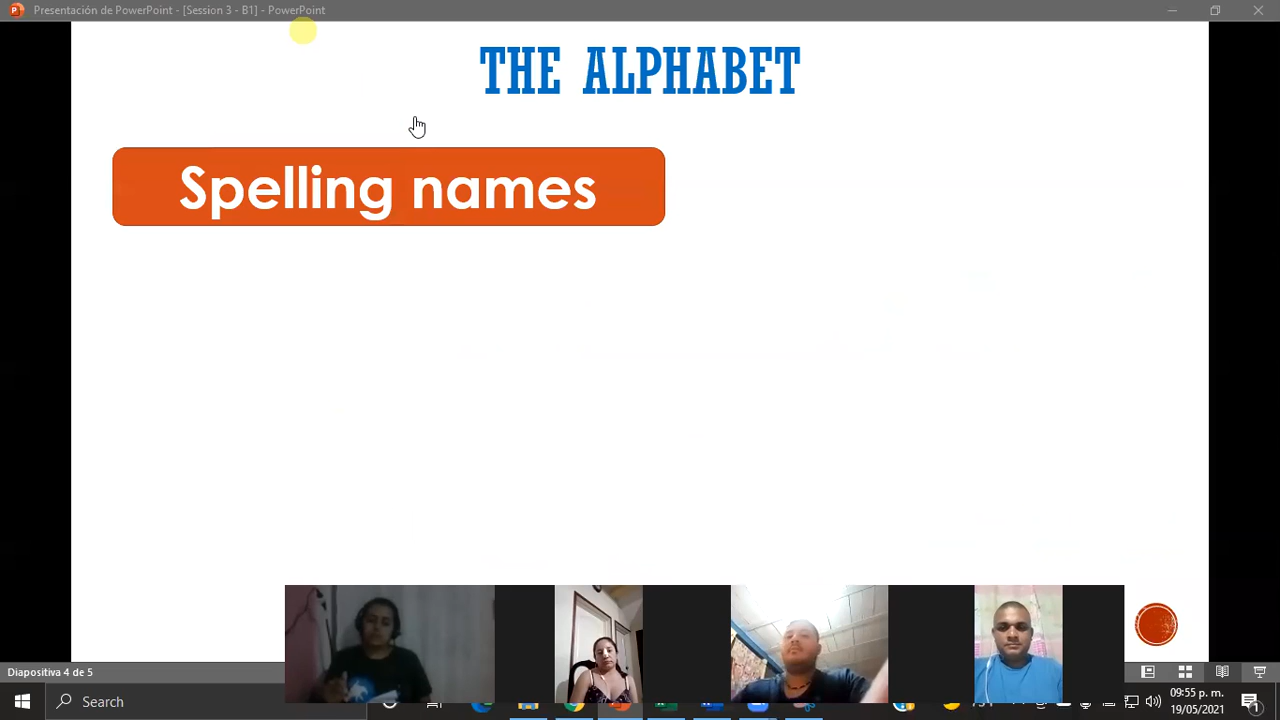 Presentación de PowerPoint - [Session 3 - B1] - PowerPoint
THE ALPHABET
Spelling names
Diapositiva 4 de 5
Search
09:55 p. m.
19/05/2021